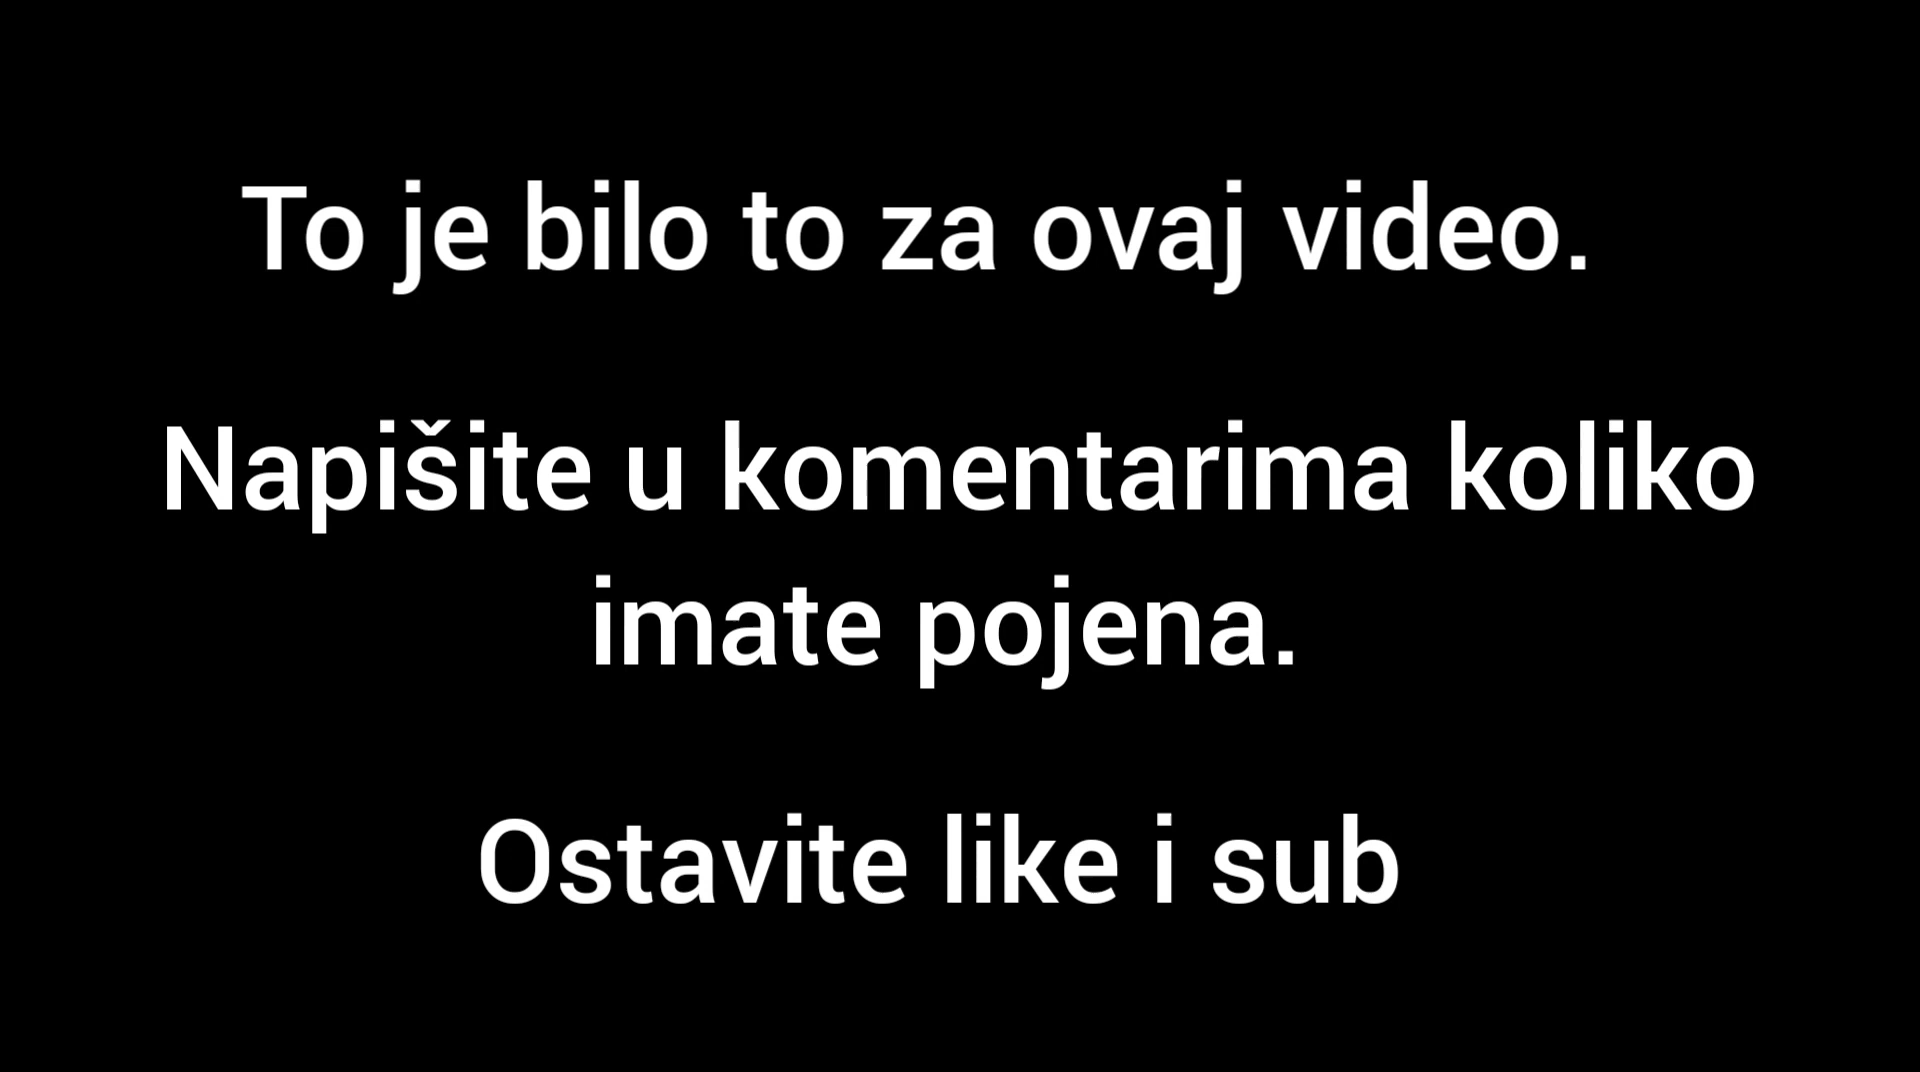 To je bilo to za ovaj video.
Napišite u komentarima koliko
imate pojena.
Ostavite like i sub